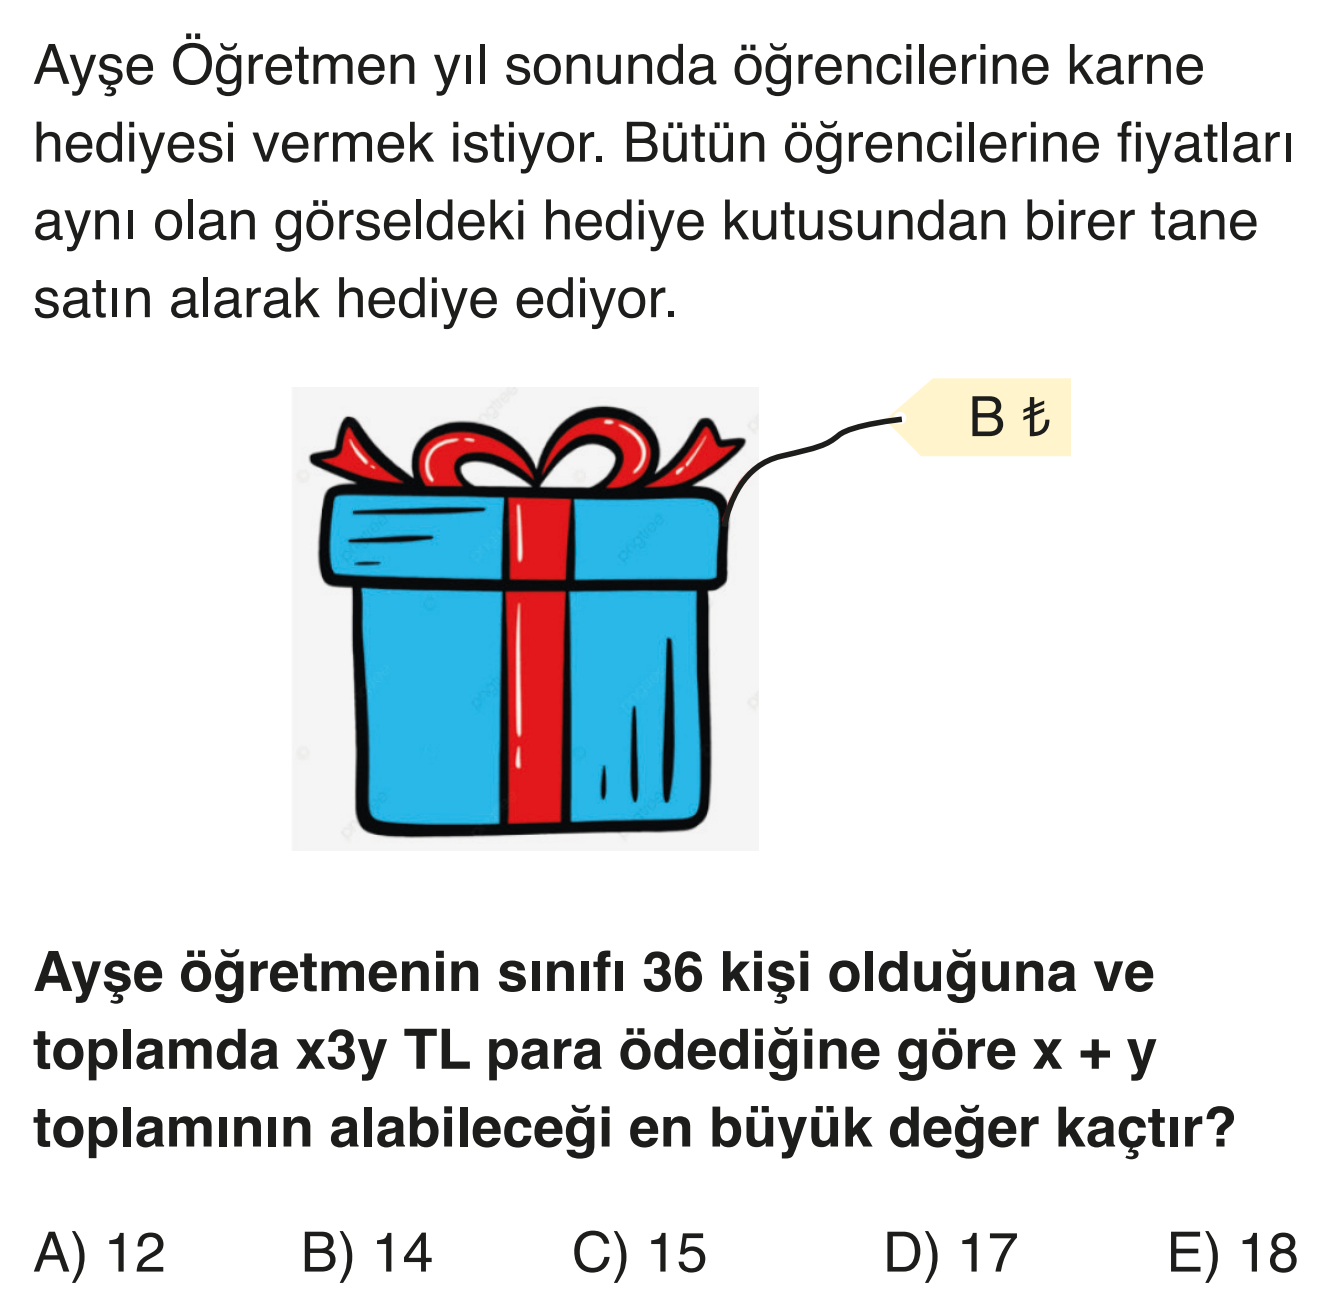 Ayşe Öğretmen yıl sonunda öğrencilerine karne
hediyesi vermek istiyor. Bütün öğrencilerine fiyatları
aynı olan görseldeki hediye kutusundan birer tane
satın alarak hediye ediyor.
B ₺
Ayşe öğretmenin sınıfı 36 kişi olduğuna ve
toplamda x3y TL para ödediğine göre x + y
toplamının alabileceği en büyük değer kaçtır?
A) 12 B) 14 C) 15 D) 17 E) 18